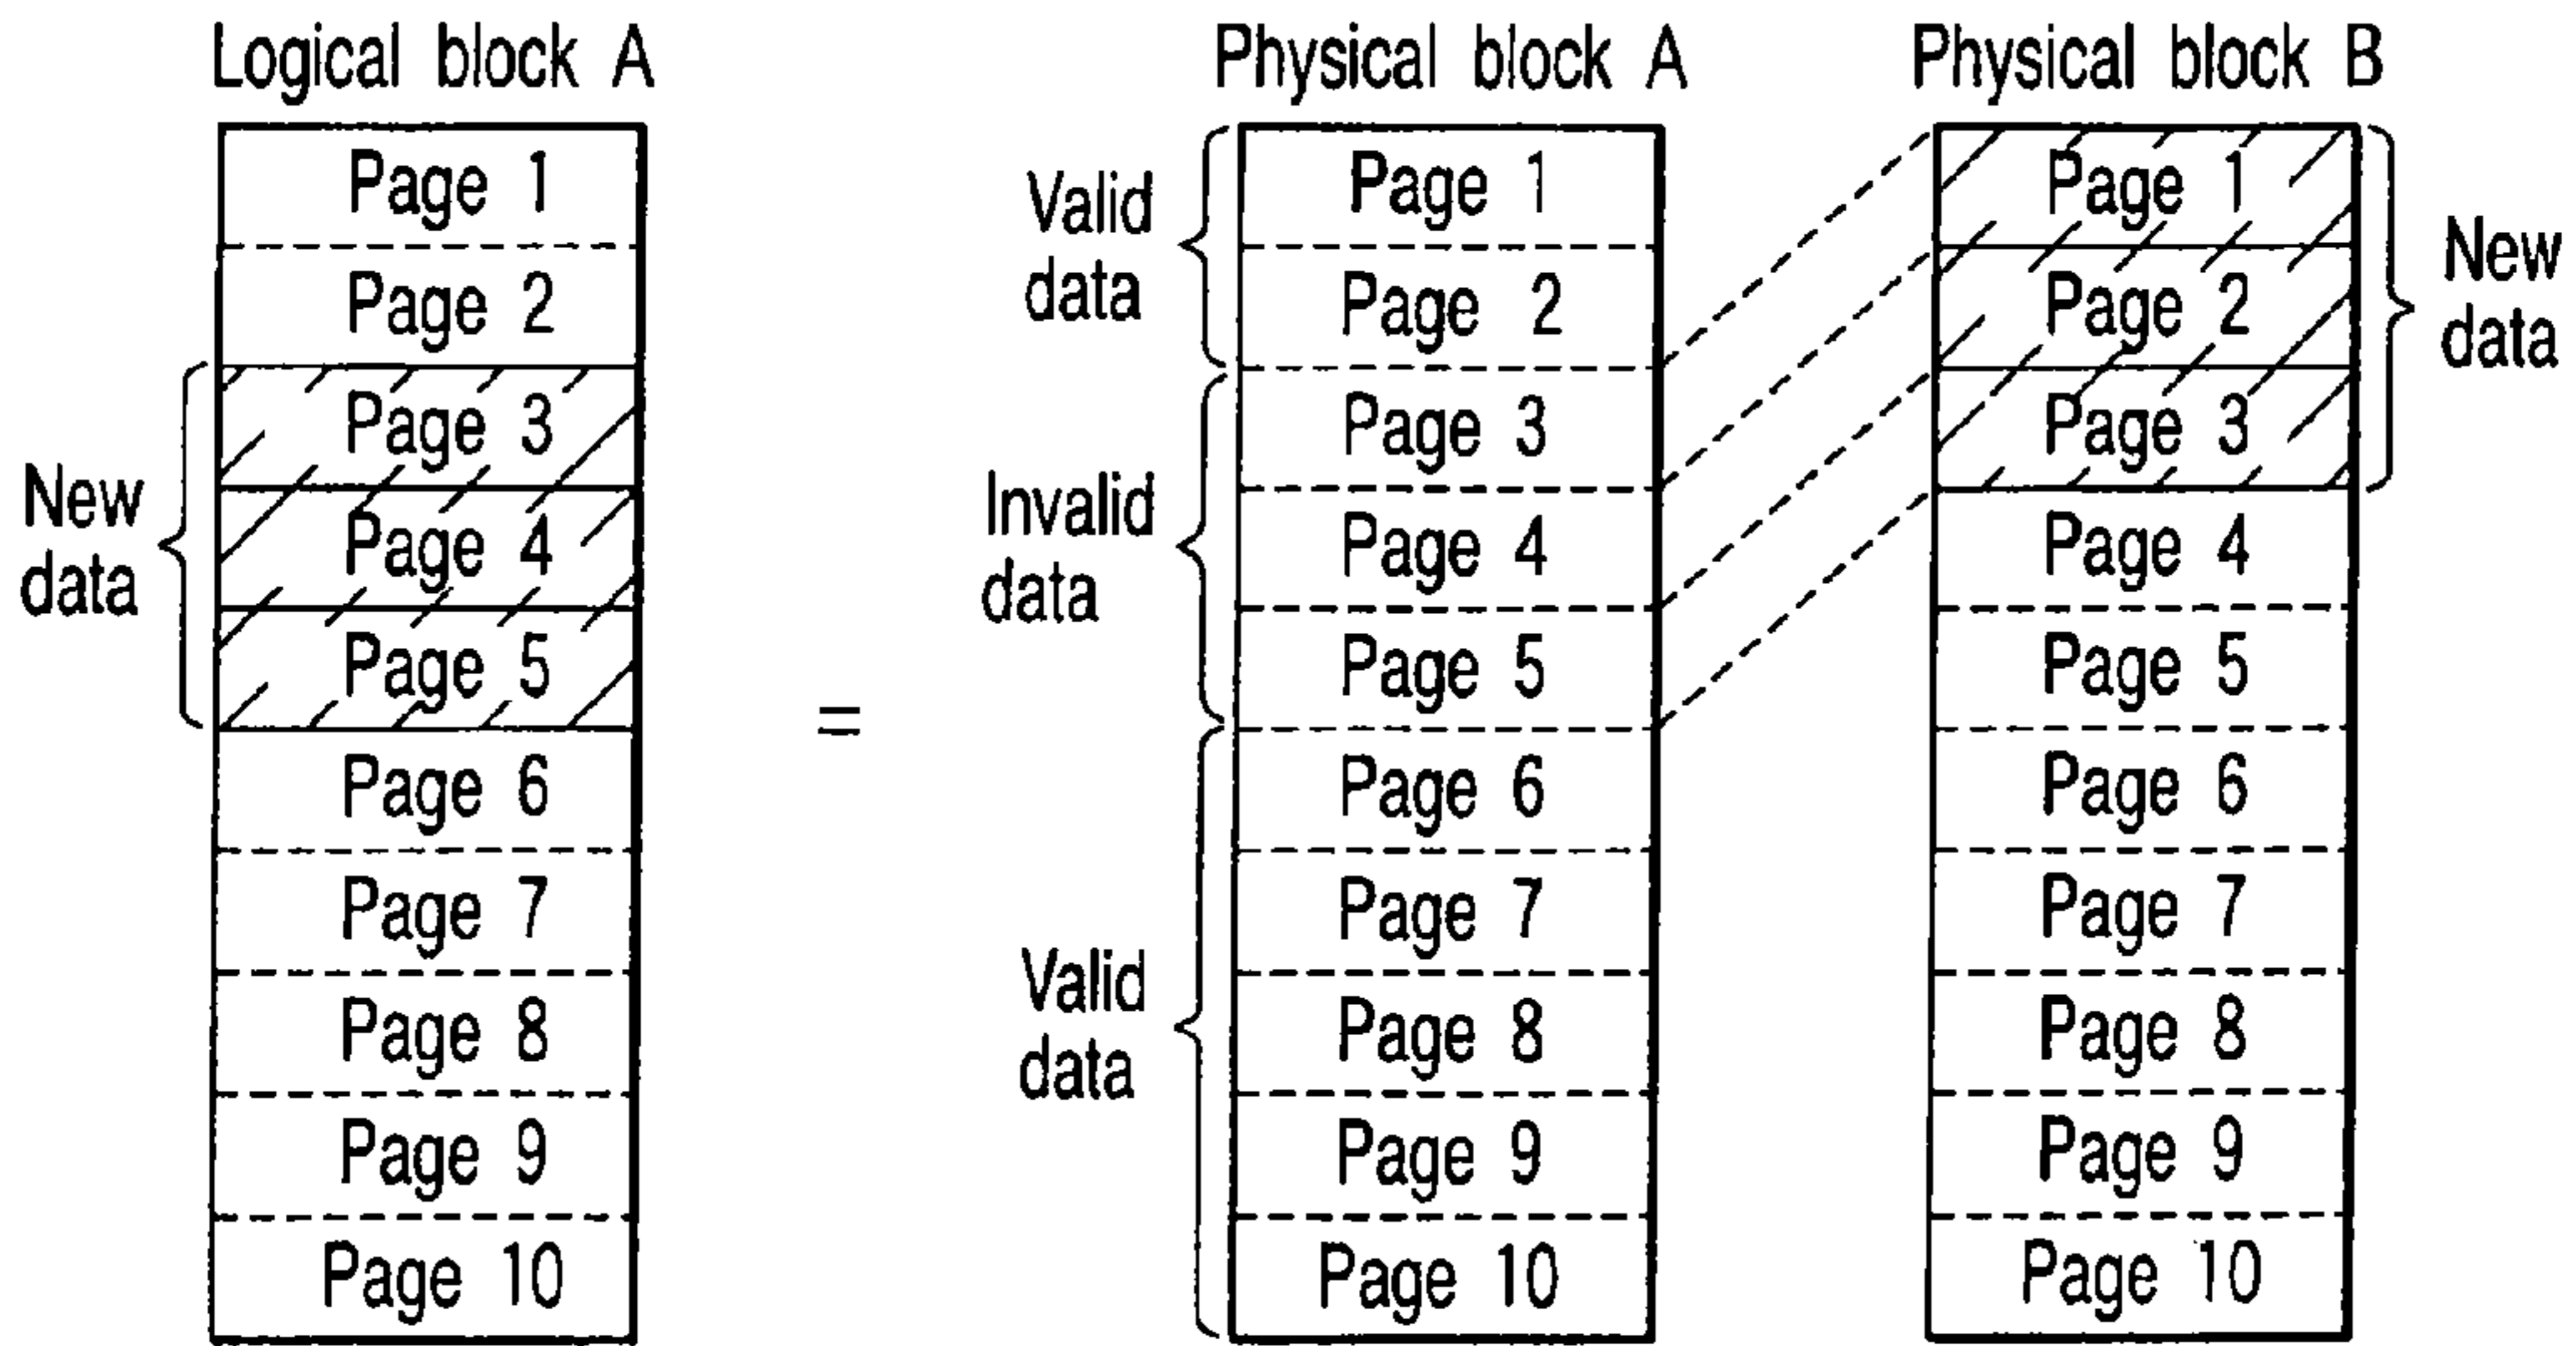 Logical block A
Page 1
Page 2
Page 3
Page 4
Page 5
Page 6
Page 7
Page 8
Page 9
Page 10
New
data
=
Physical block A
Valid
data
Invalid
data
Valid
data
Page 1
Page 2
Page 3
Page 4
Page 5
Page 6
Page 7
Page 8
Page 9
Page 10
Physical block B
Page 1
Page 2
Page 3
Page 4
Page 5
Page 6
Page 7
Page 8
Page 9
Page 10
New
data